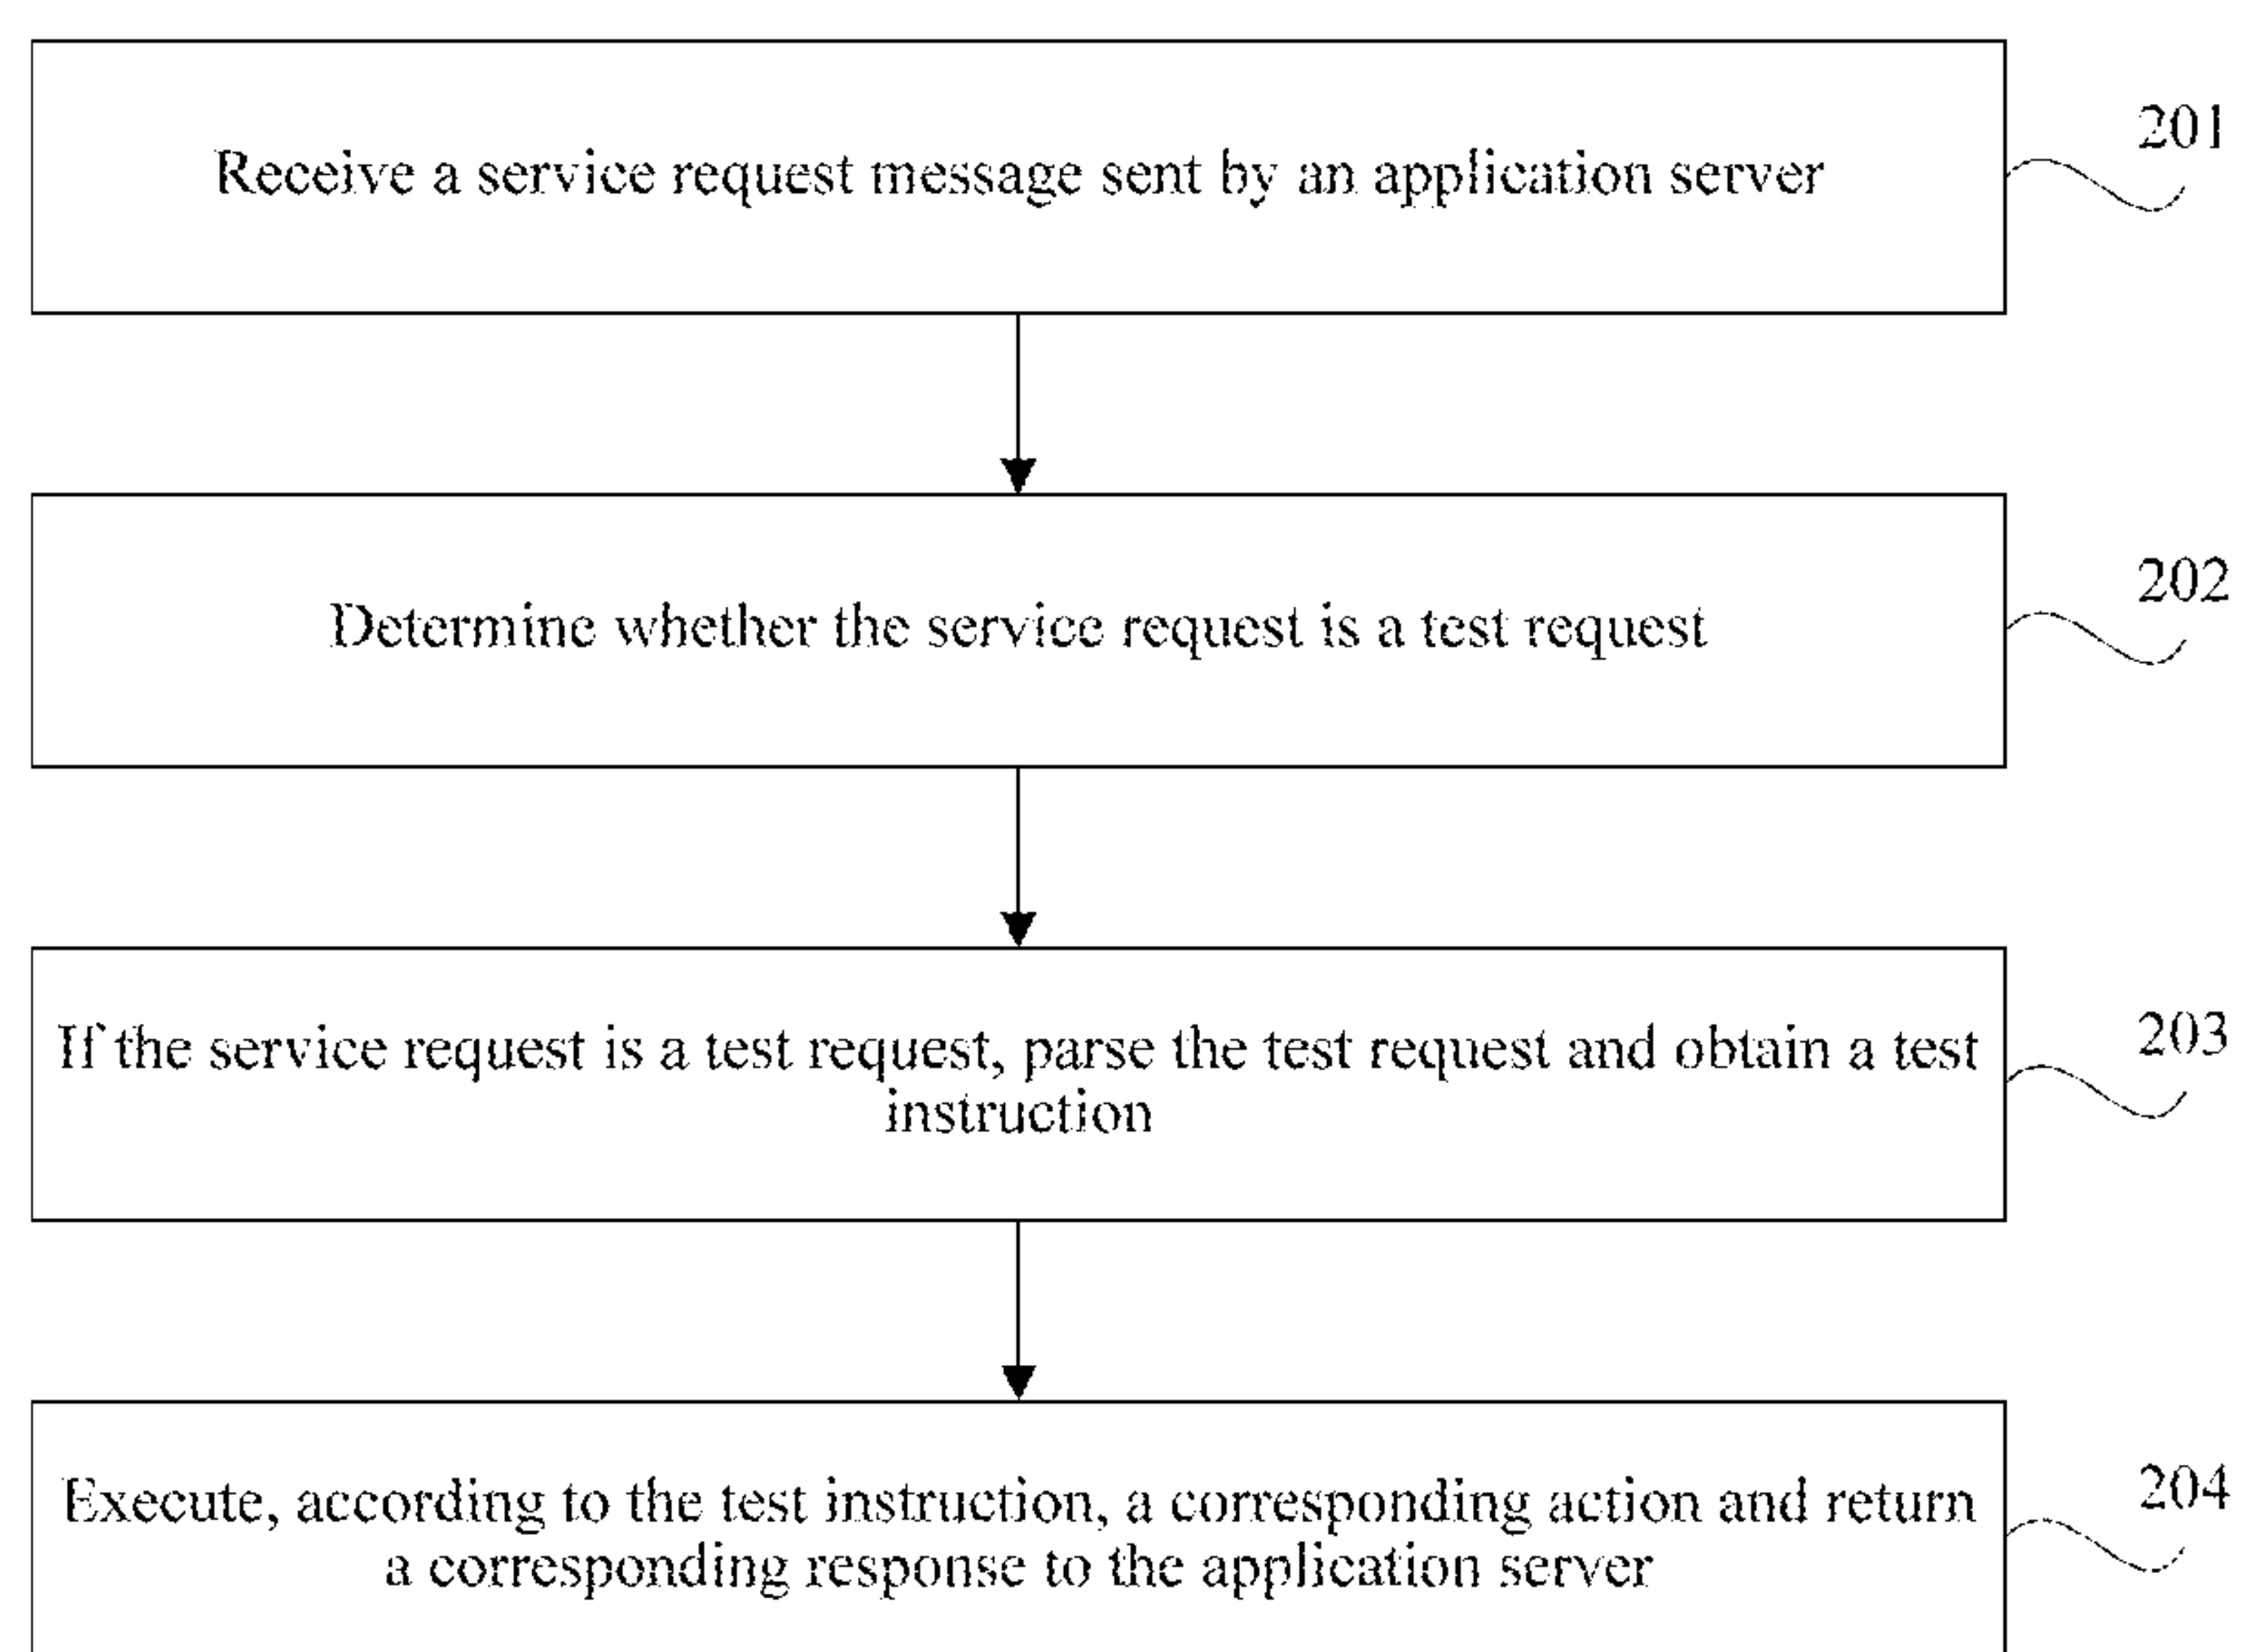 201
Receive a service request message sent by an application server
202
Determine whether the service request is a test request
203
If the service request is a test request, parse the test request and obtain a test
instruction
204
Execute, according to the test instruction, a corresponding action and return
a corresponding response to the application server